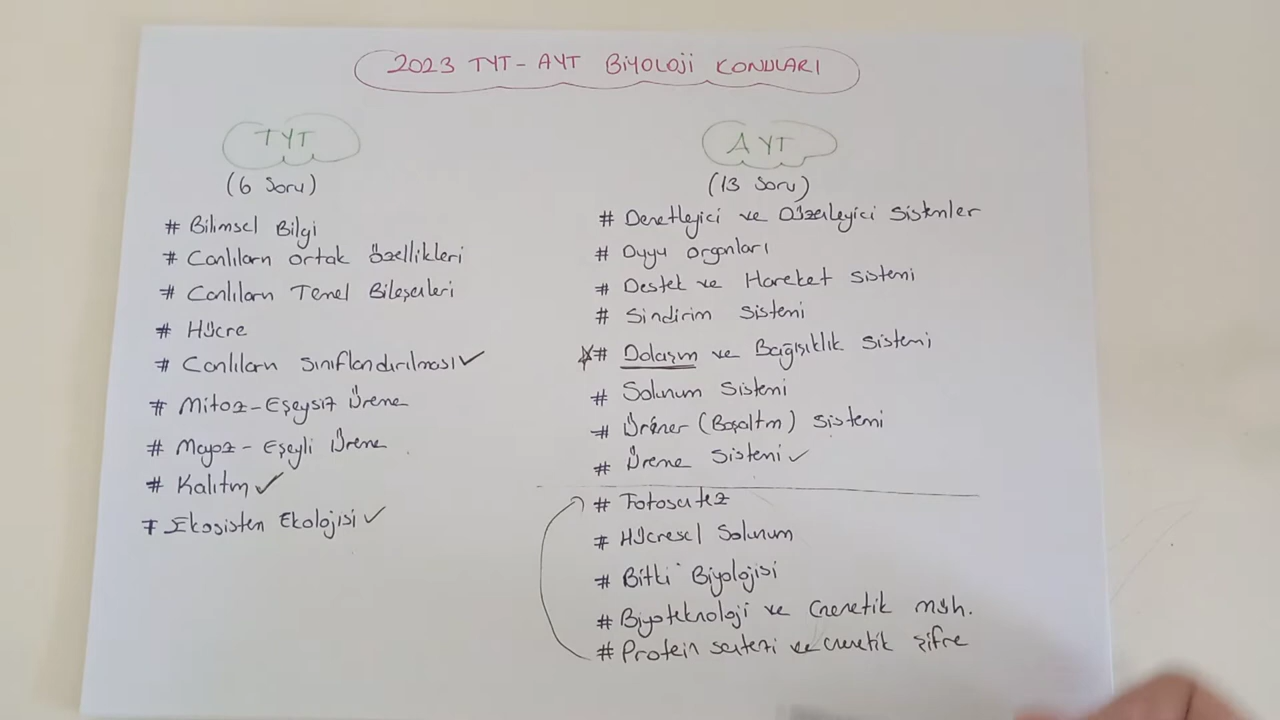 2023 TYT - AYT BİYOLOJİ KONULARI
TYT
(6 Soru)
# Bilimsel Bilgi
# Canlıların ortak özellikleri
# Canlıların Temel Bileşenleri
# Hücre
# Canlıların sınıflandırılması ✓
# Mitoz - Eşeysiz Üreme
# Mayoz - Eşeyli Üreme
# Kalıtım ✓
# Ekosistem Ekolojisi ✓
AYT
(13 Soru)
# Denetleyici ve Düzenleyici Sistemler
# Duyu organları
# Destek ve Hareket sistemi
# Sindirim sistemi
# Dolaşım ve Bağışıklık sistemi
# Solunum Sistemi
# Üriner (Boşaltım) sistemi
# Üreme Sistemi ✓
# Fotosentez
# Hücresel Solunum
# Bitki Biyolojisi
# Biyoteknoloji ve Genetik müh.
# Protein sentezi ve Genetik şifre